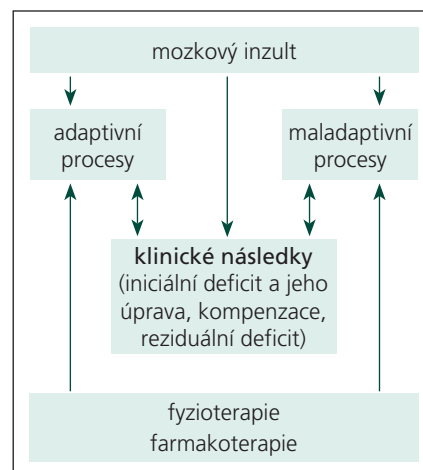 mozkový inzult
adaptivní
procesy
maladaptivní
procesy
klinické následky
(iniciální deficit a jeho
úprava, kompenzace,
reziduální deficit)
fyzioterapie
farmakoterapie